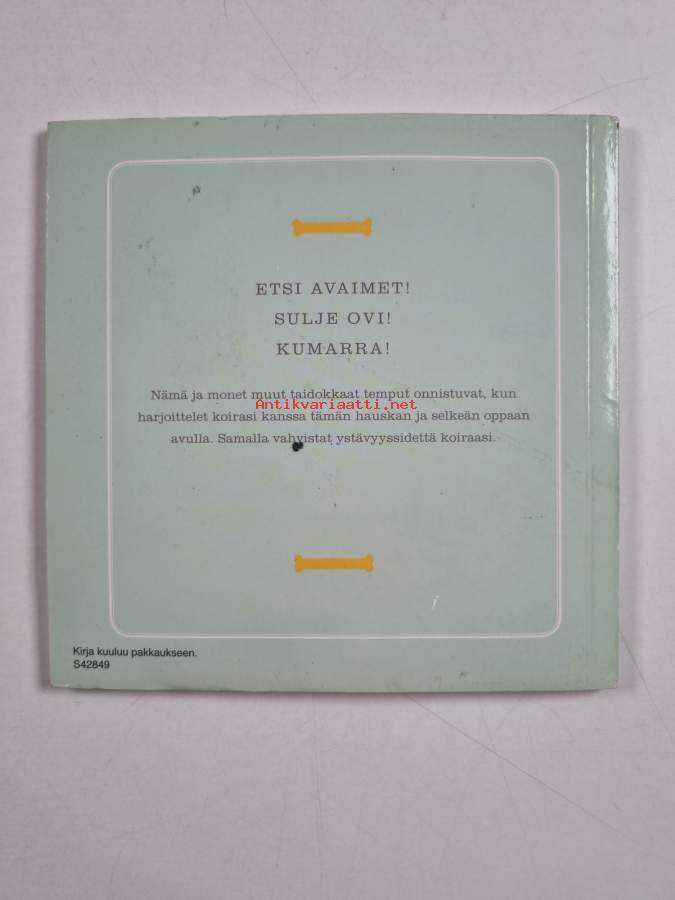 ETSI AVAIMET!
SULJE OVI!
KUMARRA!
Nämä ja monet muut taidokkaat temput onnistuvat, kun
Antikvariaatti.net
harjoittelet koirasi kanssa tämän hauskan ja selkeän oppaan
avulla. Samalla vahvistat ystävyyssidettä koiraasi.
Kirja kuuluu pakkaukseen.
S42849